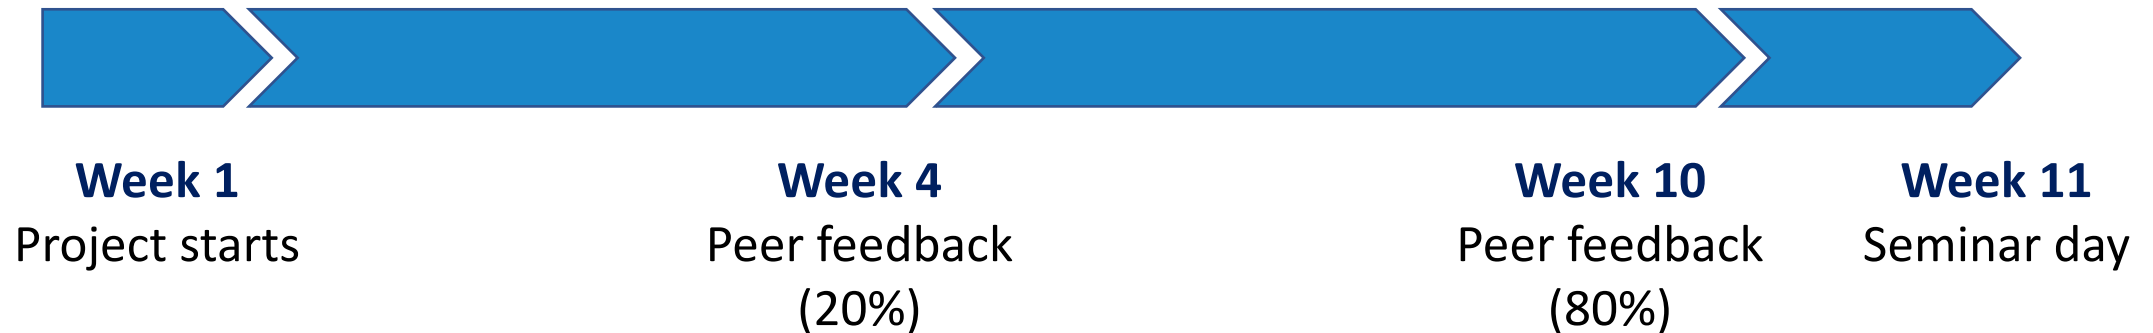 Week 1
Project starts
Week 4
Peer feedback
(20%)
Week 10
Peer feedback
(80%)
Week 11
Seminar day